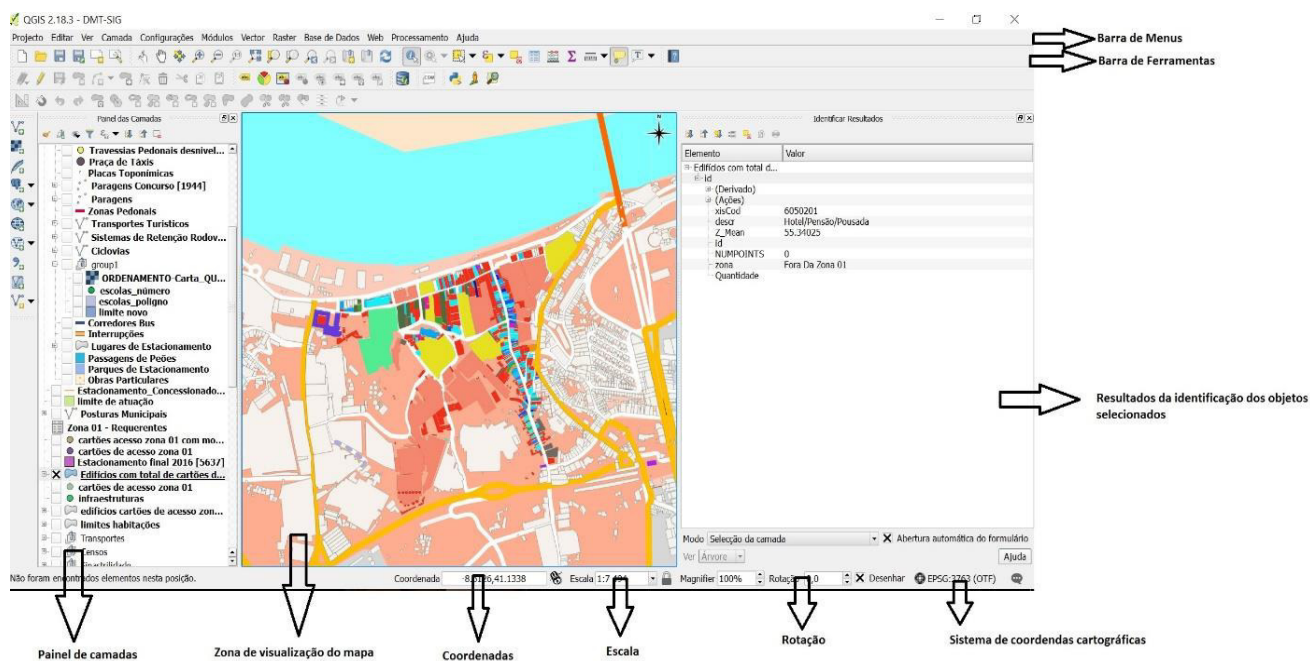 QGIS 2.18.3 - DMT-SIG
Projecto Editar Ver Camada Configurações Módulos Vector Raster Base de Dados Web Processamento Ajuda
Barra de Menus
Barra de Ferramentas
Painel das Camadas
Travessias Pedonais desnivel...
Praça de Táxis
Placas Toponímicas
Paragens Concurso [1944]
Paragens
Zonas Pedonais
Transportes Turísticos
Sistemas de Retenção Rodov...
Ciclovias
group1
ORDENAMENTO-Carta_QU...
escolas_número
escolas_poligno
limite novo
Corredores Bus
Interrupções
Lugares de Estacionamento
Passagens de Peões
Parques de Estacionamento
Obras Particulares
Estacionamento_Concessionado...
limite de atuação
Posturas Municipais
Zona 01 - Requerentes
cartões acesso zona 01 com mo...
cartões de acesso zona 01
Estacionamento final 2016 [5637]
Edifícios com total de cartões d...
cartões de acesso zona 01
infraestruturas
edifícios cartões de acesso zon...
limites habitações
Transportes
Censos
N
Identificar Resultados
Elemento Valor
Edifícios com total d...
id
(Derivado)
(Ações)
xisCod 6050201
descr Hotel/Pensão/Pousada
Z_Mean 55.34025
id
NUMPOINTS 0
zona Fora Da Zona 01
Quantidade
Resultados da identificação dos objetos
selecionados
Modo Selecção da camada Abertura automática do formulário
Ver Árvore Ajuda
Não foram encontrados elementos nesta posição. Coordenada Escala Magnifier 100% Rotação Desenhar (OTF)
Painel de camadas
Zona de visualização do mapa
Coordenadas
Escala
Rotação
Sistema de coordendas cartográficas